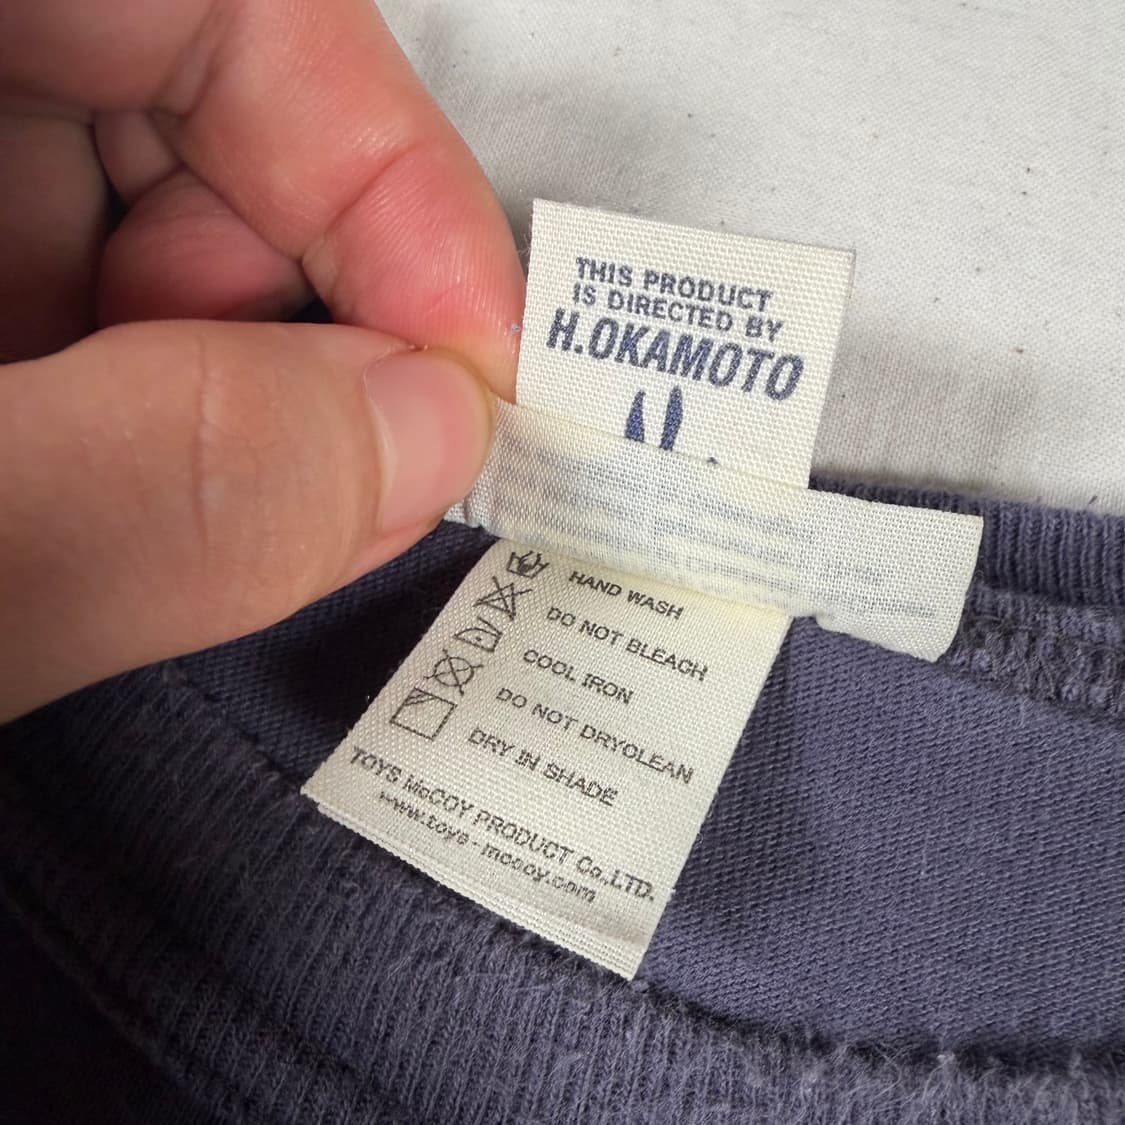 THIS PRODUCT
IS DIRECTED BY
H.OKAMOTO
HAND WASH
DO NOT BLEACH
COOL IRON
DO NOT DRYCLEAN
DRY IN SHADE
TOYS McCOY PRODUCT Co.,LTD.
www.toys-mccoy.com